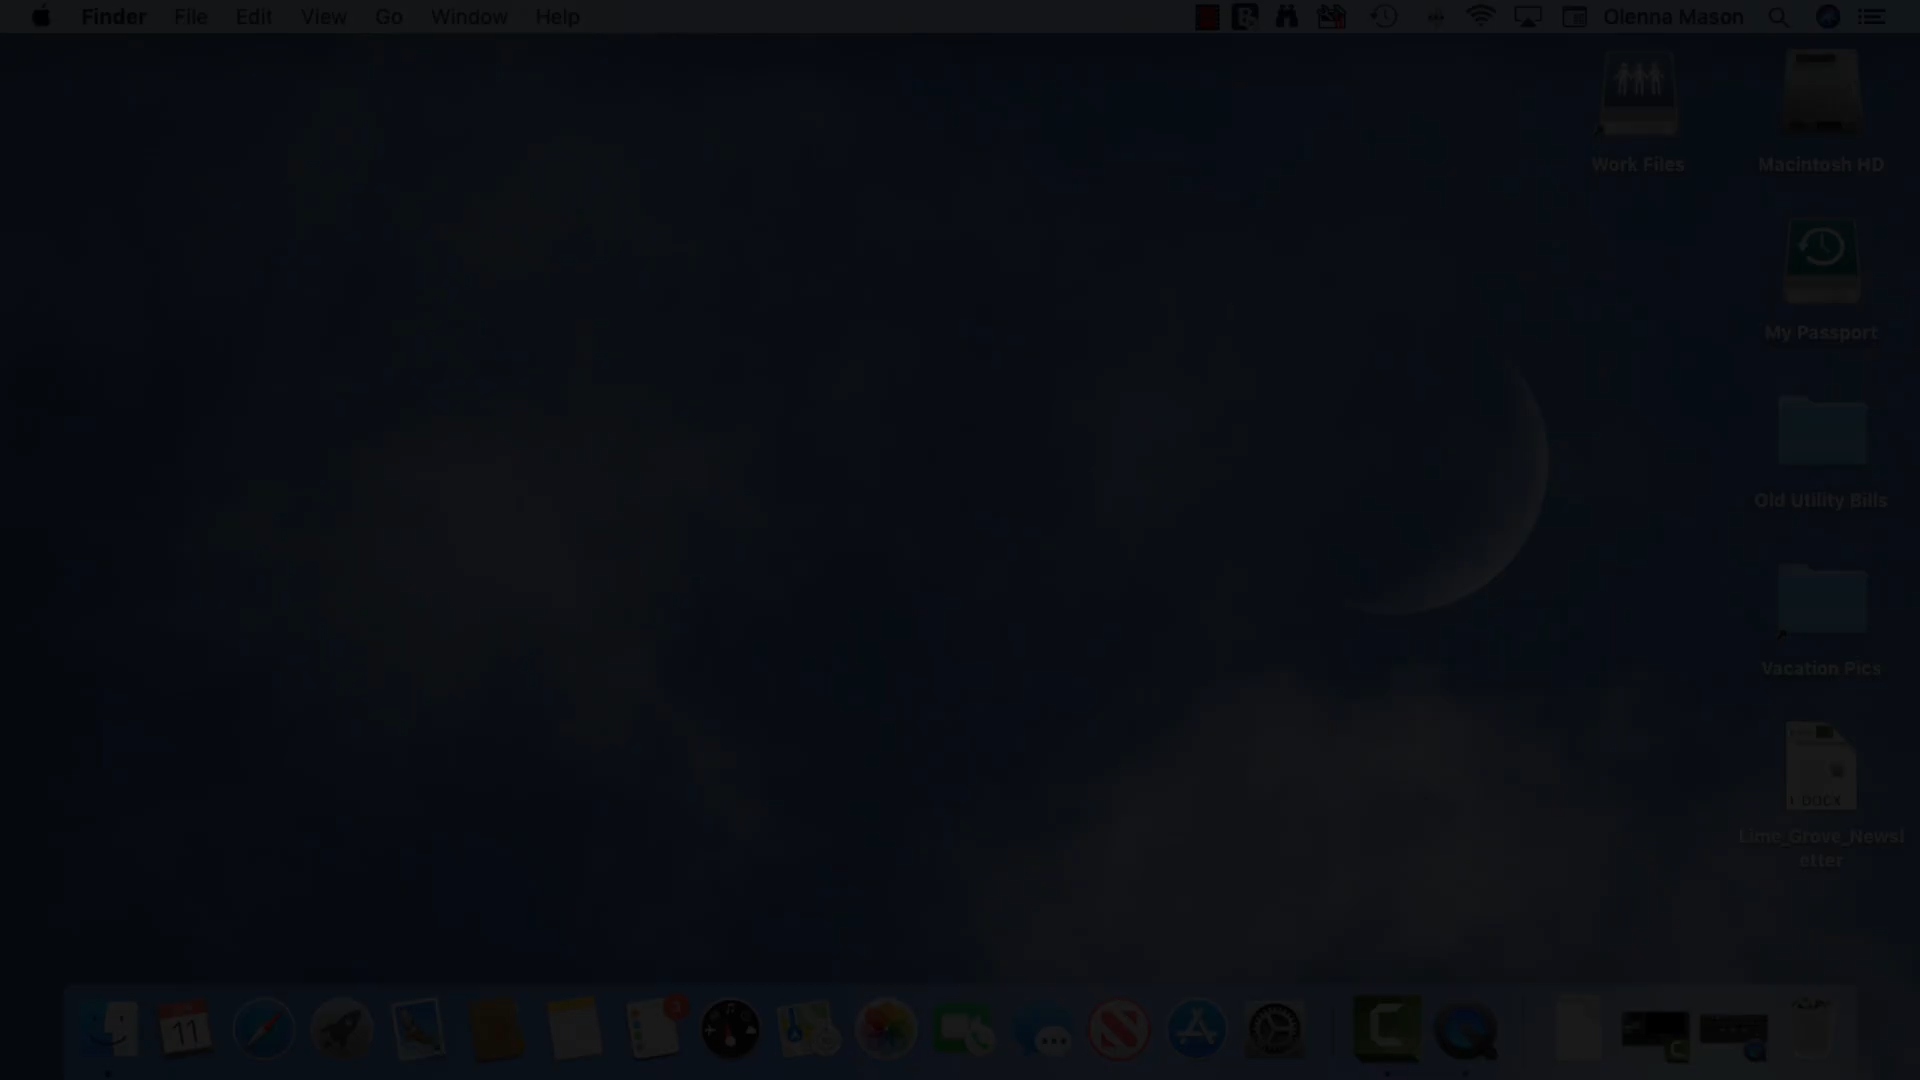 Finder File Edit View Go Window Help Olenna Mason
Work Files
Macintosh HD
My Passport
Old Utility Bills
Vacation Pics
DOCX
Lime_Grove_Newsl
etter
11